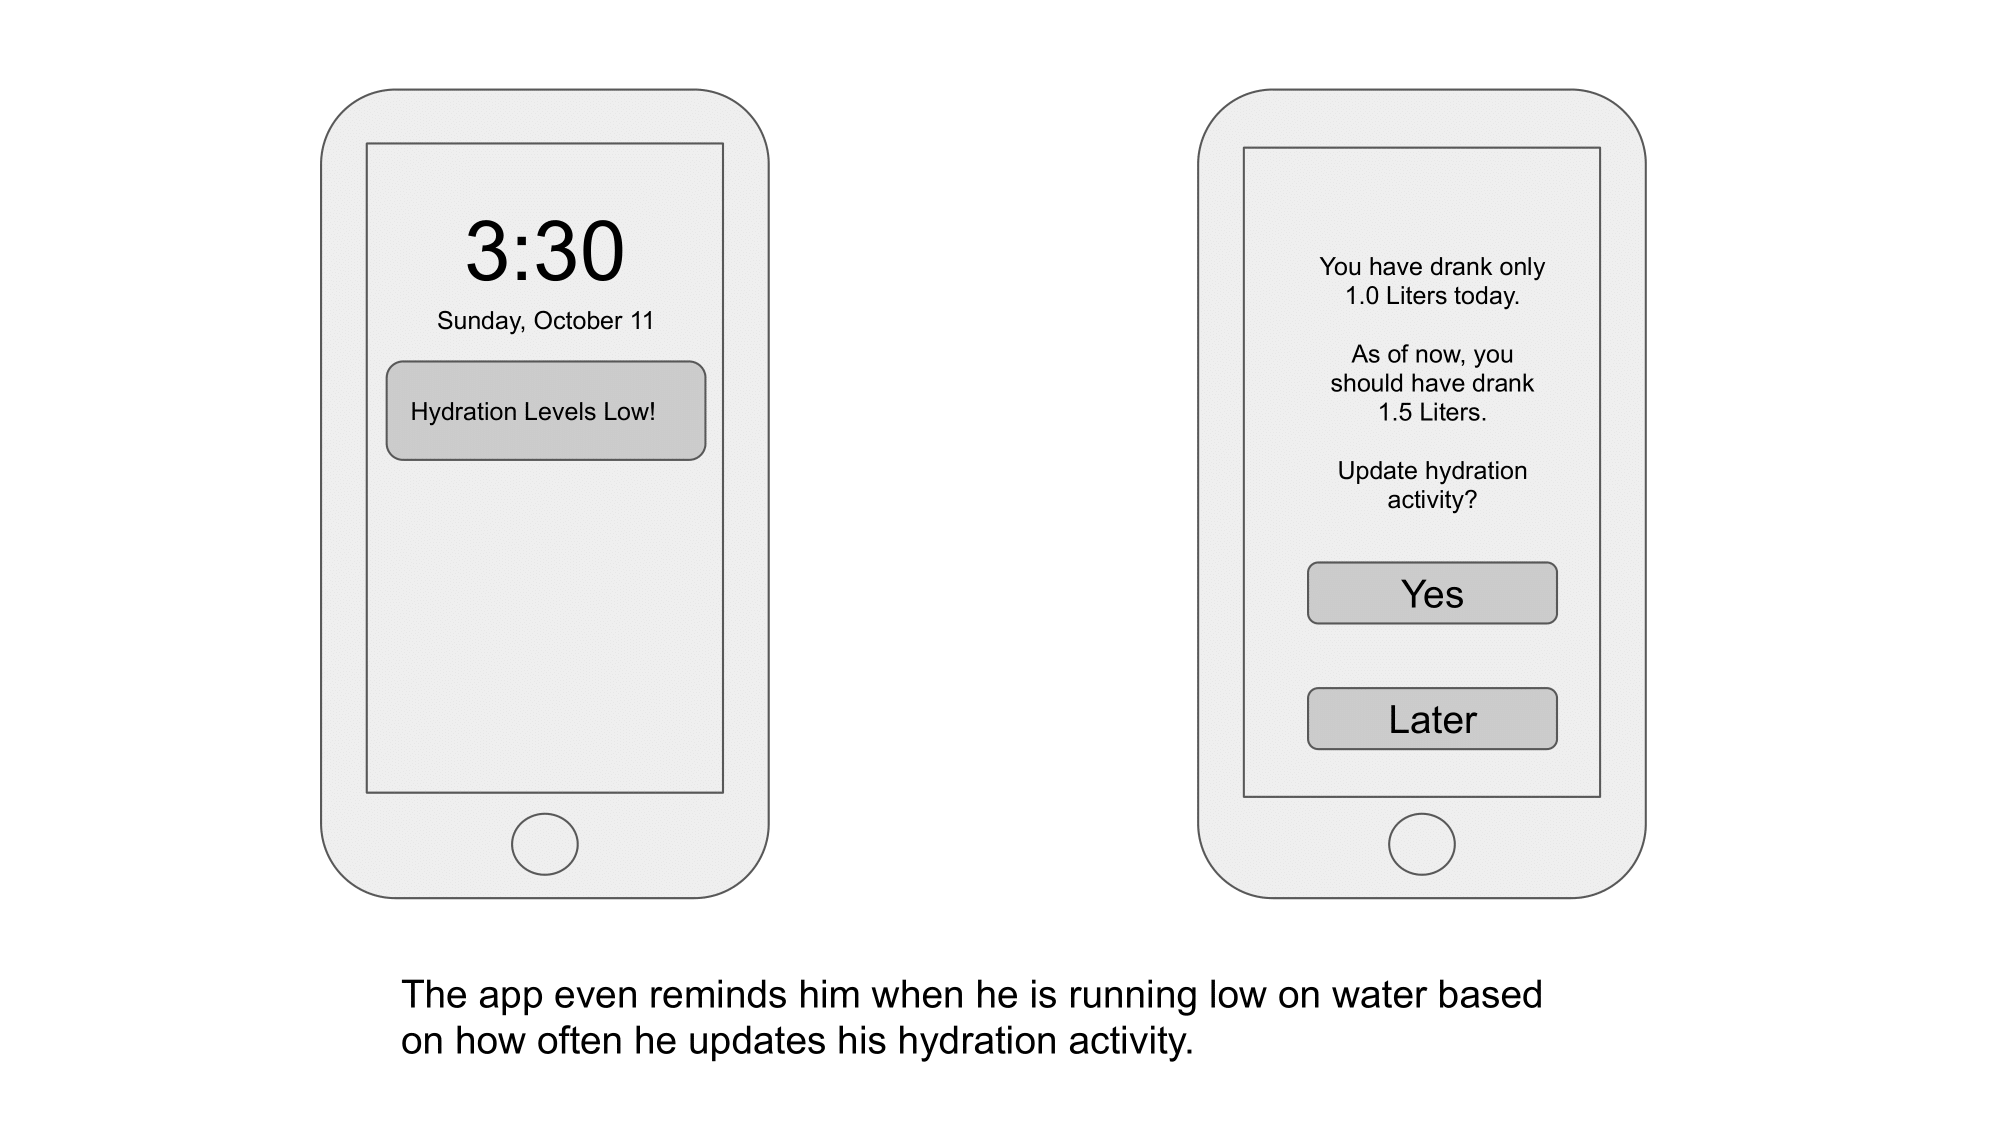 3:30
Sunday, October 11
Hydration Levels Low!
You have drank only
1.0 Liters today.
As of now, you
should have drank
1.5 Liters.
Update hydration
activity?
Yes
Later
The app even reminds him when he is running low on water based
on how often he updates his hydration activity.